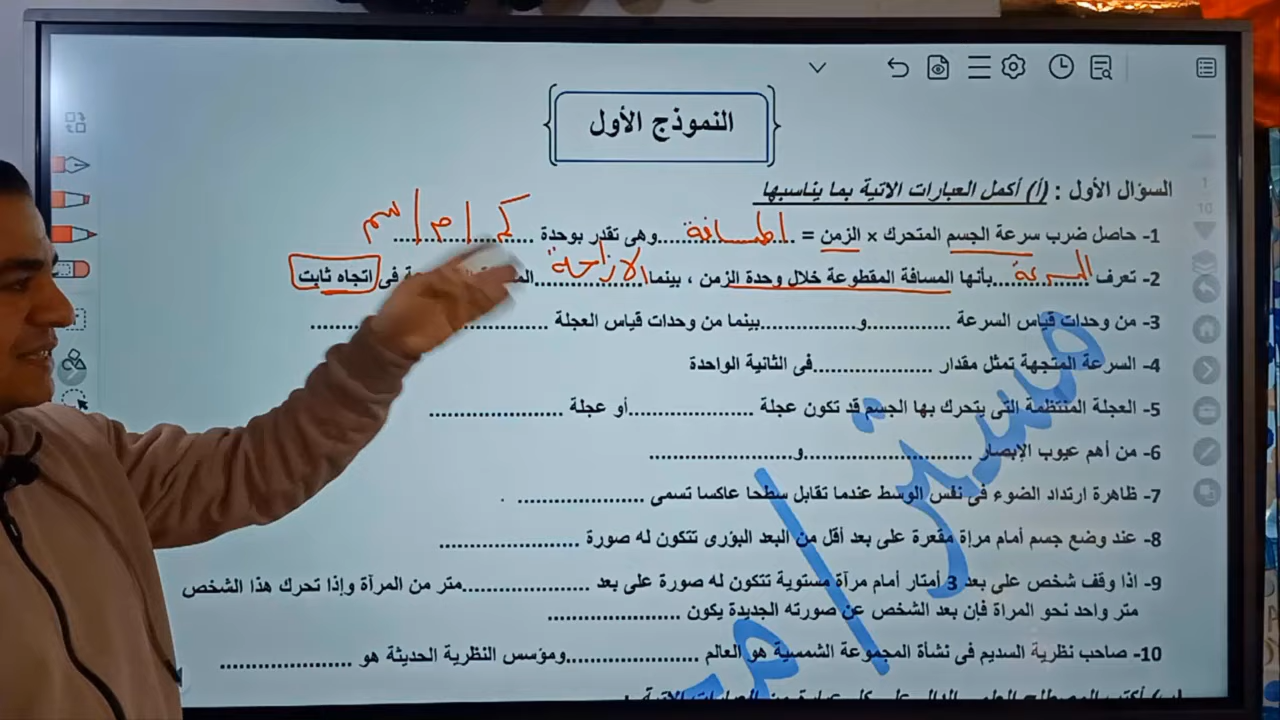 النموذج الأول
السؤال الأول : (أ) أكمل العبارات الاتية بما يناسبها
1- حاصل ضرب سرعة الجسم المتحرك × الزمن = ....المسافة....وهى تقدر بوحدة ....كم / م / سم....
2- تعرف ....السرعة....بأنها المسافة المقطوعة خلال وحدة الزمن ، بينما ....الازاحة.... فى اتجاه ثابت
3- من وحدات قياس السرعة ................و................بينما من وحدات قياس العجلة ................
4- السرعة المتجهة تمثل مقدار ................فى الثانية الواحدة
5- العجلة المنتظمة التى يتحرك بها الجسم قد تكون عجلة ................أو عجلة ................
6- من أهم عيوب الإبصار ................و................
7- ظاهرة ارتداد الضوء فى نفس الوسط عندما تقابل سطحا عاكسا تسمى ................
8- عند وضع جسم أمام مرآة مقعرة على بعد أقل من البعد البؤرى تتكون له صورة ................
9- اذا وقف شخص على بعد 3 أمتار أمام مرآة مستوية تتكون له صورة على بعد ................متر من المرآة وإذا تحرك هذا الشخص
متر واحد نحو المراة فإن بعد الشخص عن صورته الجديدة يكون ................
10- صاحب نظرية السديم فى نشأة المجموعة الشمسية هو العالم ................ومؤسس النظرية الحديثة هو ................